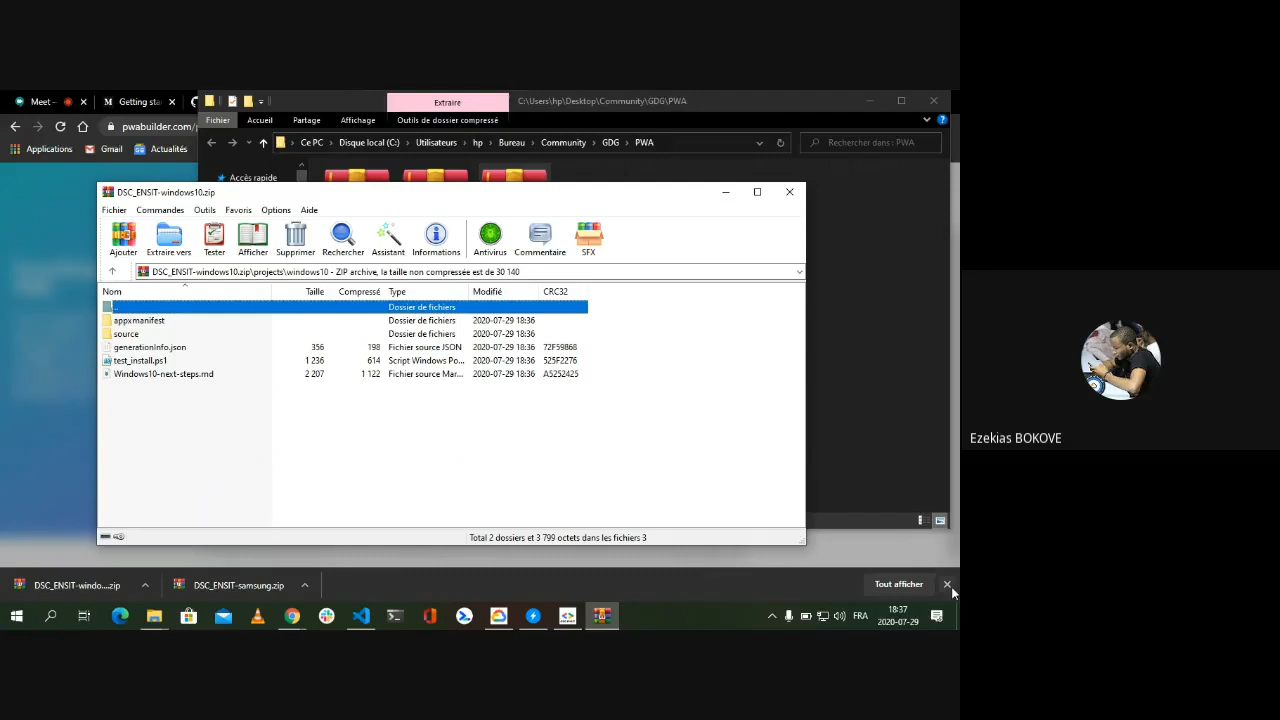 Meet –
Getting sta
Extraire
C:\Users\hp\Desktop\Community\GDG\PWA
Fichier
Accueil
Partage
Affichage
Outils de dossier compressé
pwabuilder.com/
Ce PC
Disque local (C:)
Utilisateurs
hp
Bureau
Community
GDG
PWA
Rechercher dans : PWA
Applications
Gmail
Actualités
Accès rapide
DSC_ENSIT-windows10.zip
Fichier
Commandes
Outils
Favoris
Options
Aide
Ajouter
Extraire vers
Tester
Afficher
Supprimer
Rechercher
Assistant
Informations
Antivirus
Commentaire
SFX
DSC_ENSIT-windows10.zip\projects\windows10 - ZIP archive, la taille non compressée est de 30 140
Nom Taille Compressé Type Modifié CRC32
.. Dossier de fichiers
appxmanifest Dossier de fichiers 2020-07-29 18:36
source Dossier de fichiers 2020-07-29 18:36
generationInfo.json 356 198 Fichier source JSON 2020-07-29 18:36 72F59868
test_install.ps1 1 236 614 Script Windows Po... 2020-07-29 18:36 525F2276
Windows10-next-steps.md 2 207 1 122 Fichier source Mar... 2020-07-29 18:36 A5252425
Total 2 dossiers et 3 799 octets dans les fichiers 3
Ezekias BOKOVE
DSC_ENSIT-windo....zip
DSC_ENSIT-samsung.zip
Tout afficher
FRA
18:37
2020-07-29